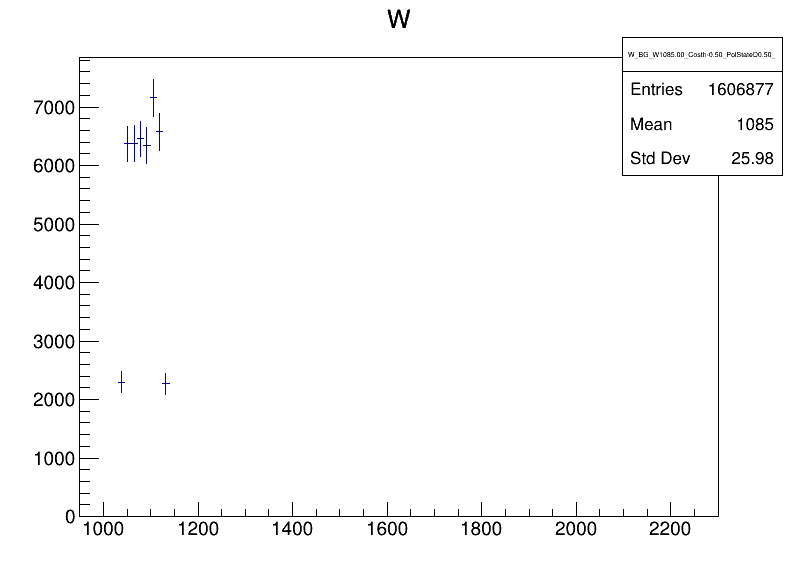 W
W_BG_W1085.00_Costh-0.50_PolStateD0.50_
Entries 1606877
Mean 1085
Std Dev 25.98
7000
6000
5000
4000
3000
2000
1000
0
1000 1200 1400 1600 1800 2000 2200